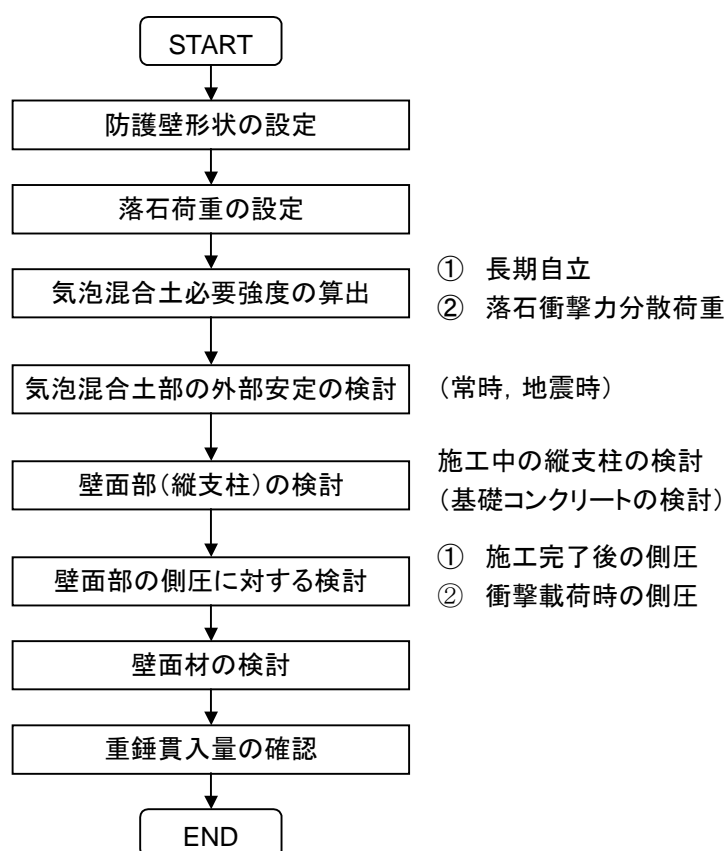 START
防護壁形状の設定
落石荷重の設定
気泡混合土必要強度の算出
① 長期自立
② 落石衝撃力分散荷重
気泡混合土部の外部安定の検討
（常時，地震時）
壁面部（縦支柱）の検討
施工中の縦支柱の検討
（基礎コンクリートの検討）
壁面部の側圧に対する検討
① 施工完了後の側圧
② 衝撃載荷時の側圧
壁面材の検討
重錘貫入量の確認
END